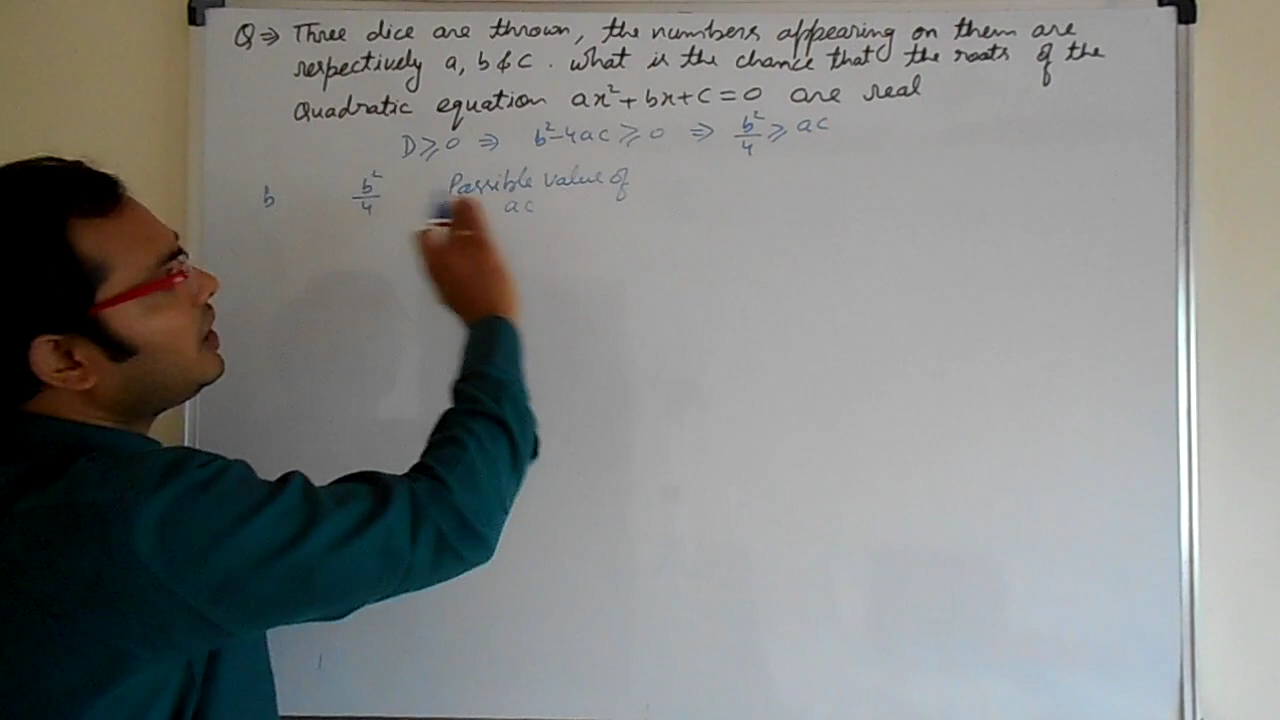 Q ⇒ Three dice are thrown, the numbers appearing on them are
respectively a, b & c. What is the chance that the roots of the
Quadratic equation ax²+bx+c=0 are real
D⩾0 ⇒ b²-4ac⩾0 ⇒ b²/4 ⩾ ac
b b²/4 Possible value of
ac